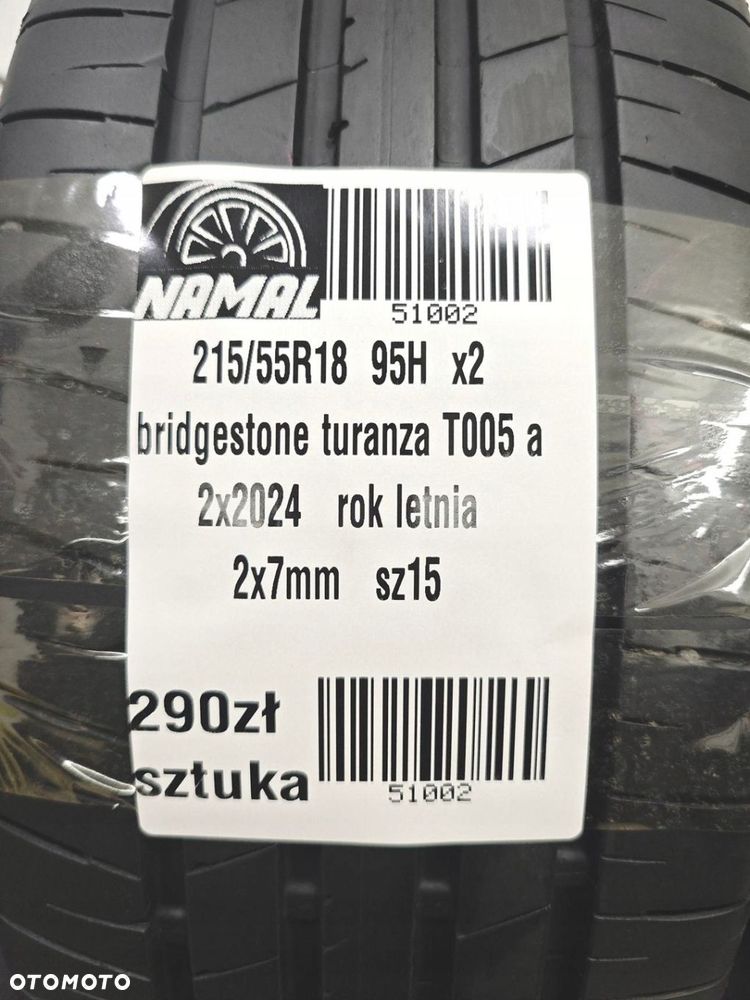 NAMAL
51002
215/55R18 95H x2
bridgestone turanza T005 a
2x2024 rok letnia
2x7mm sz15
290zł
sztuka
51002
OTOMOTO